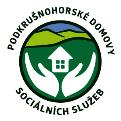 PODKRUŠNOHORSKÉ DOMOVY
SOCIÁLNÍCH SLUŽEB